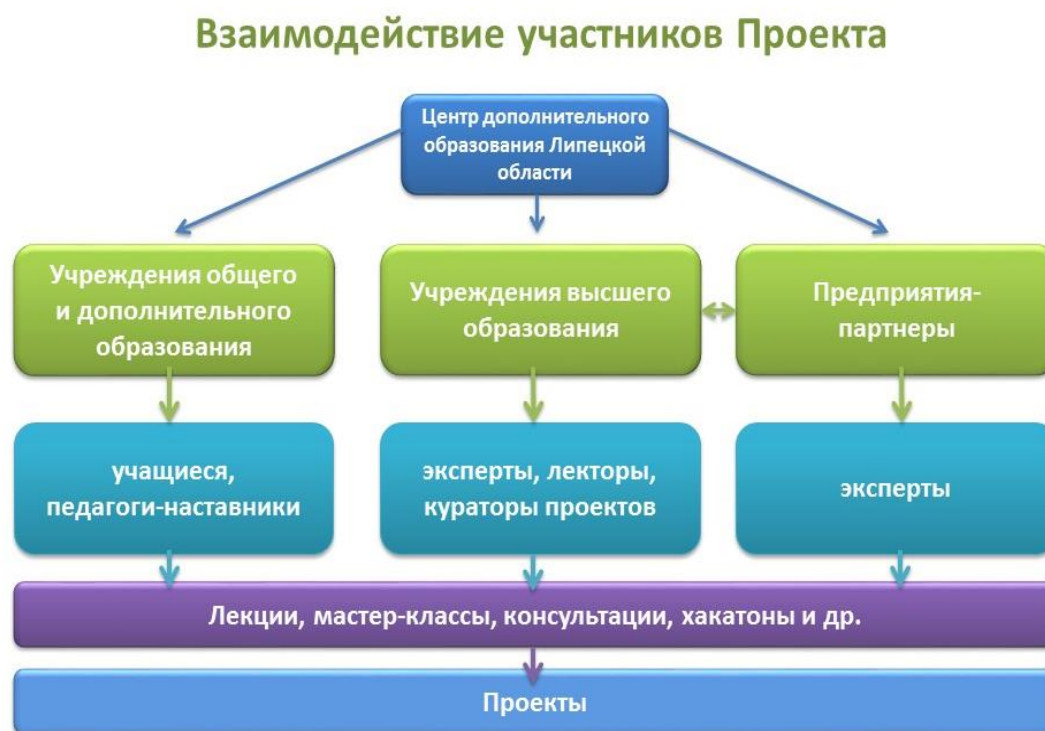 Взаимодействие участников Проекта
Центр дополнительного
образования Липецкой
области
Учреждения общего
и дополнительного
образования
Учреждения высшего
образования
Предприятия-
партнеры
учащиеся,
педагоги-наставники
эксперты, лекторы,
кураторы проектов
эксперты
Лекции, мастер-классы, консультации, хакатоны и др.
Проекты